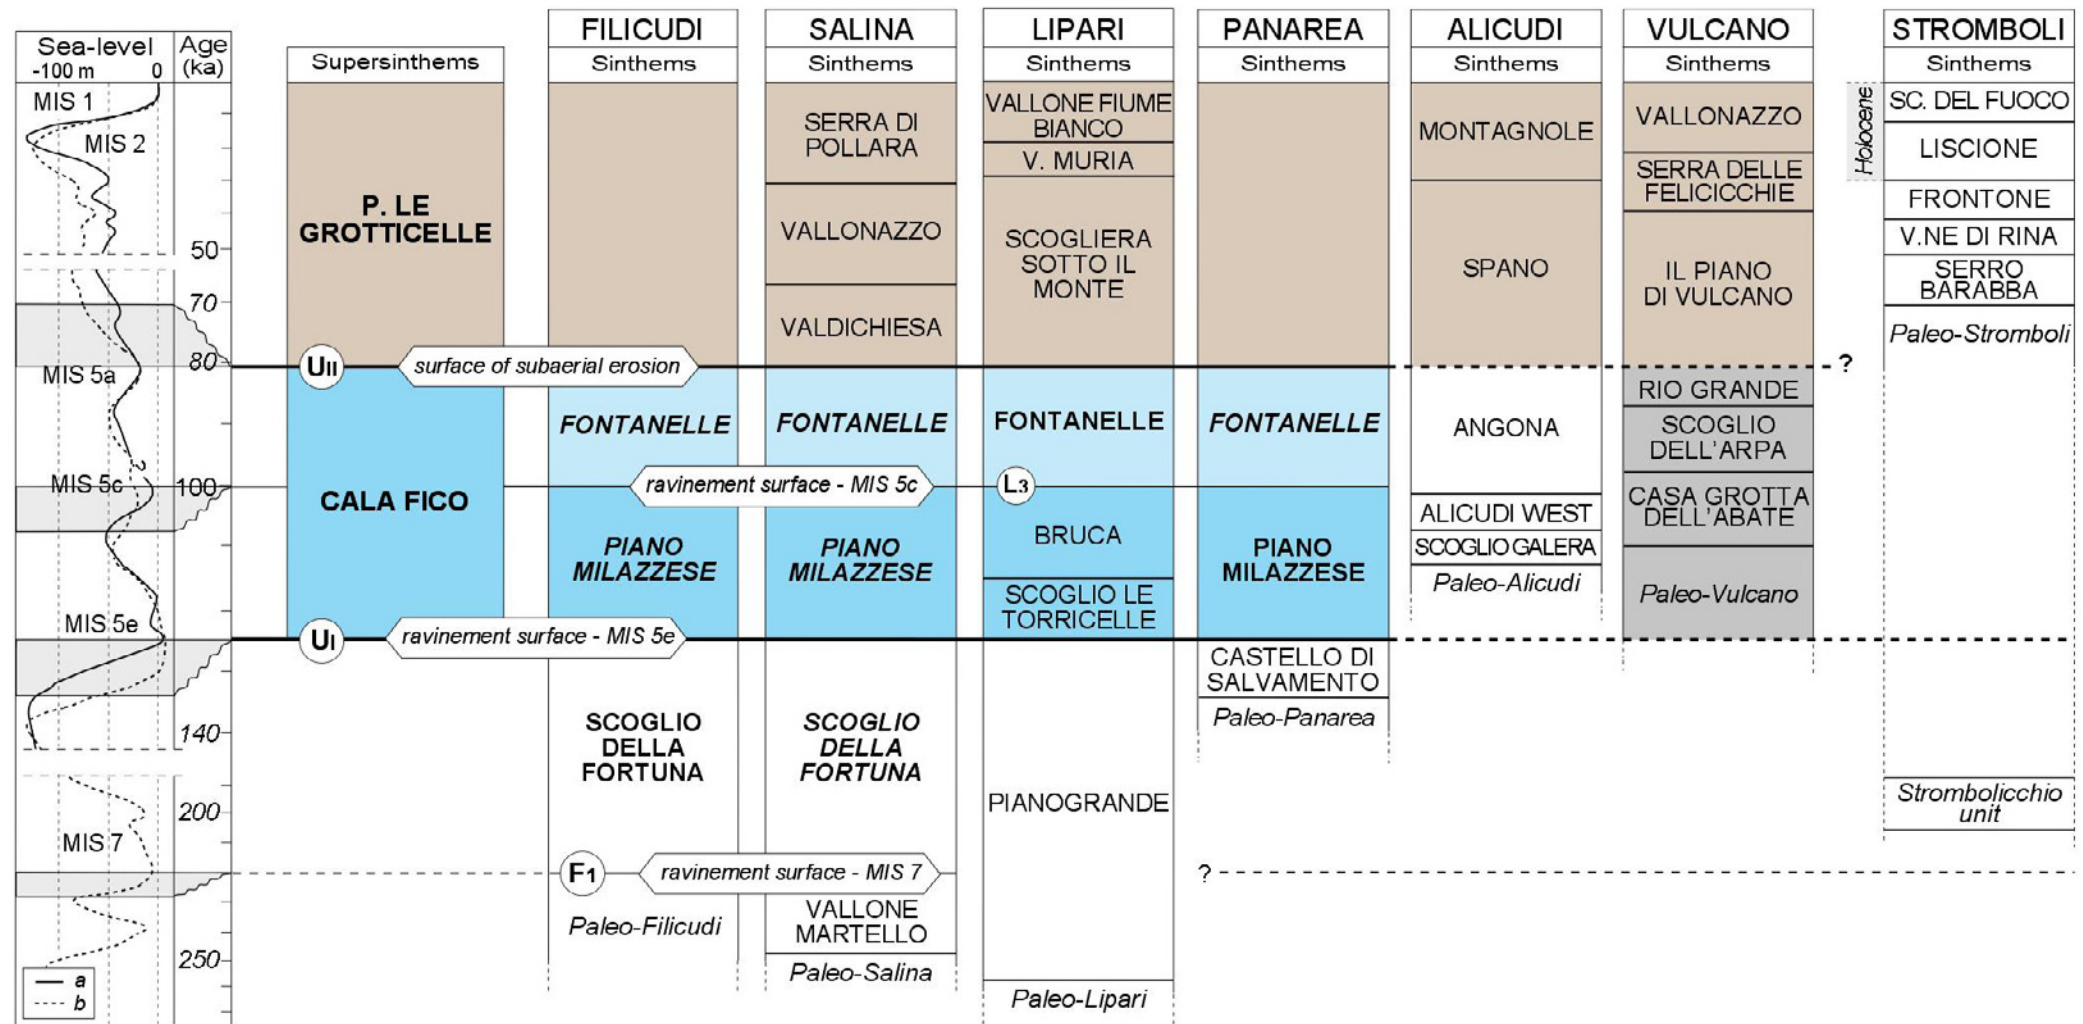 Sea-level
-100 m 0
Age
(ka)
MIS 1
MIS 2
50
70
80
MIS 5a
MIS 5c
100
MIS 5e
140
200
MIS 7
250
a
b
Supersinthems
P. LE
GROTTICELLE
UII
surface of subaerial erosion
CALA FICO
UI
ravinement surface - MIS 5e
FILICUDI
Sinthems
FONTANELLE
ravinement surface - MIS 5c
PIANO
MILAZZESE
SCOGLIO
DELLA
FORTUNA
F1
ravinement surface - MIS 7
Paleo-Filicudi
SALINA
Sinthems
SERRA DI
POLLARA
VALLONAZZO
VALDICHIESA
FONTANELLE
PIANO
MILAZZESE
SCOGLIO
DELLA
FORTUNA
VALLONE
MARTELLO
Paleo-Salina
LIPARI
Sinthems
VALLONE FIUME
BIANCO
V. MURIA
SCOGLIERA
SOTTO IL
MONTE
FONTANELLE
L3
BRUCA
SCOGLIO LE
TORRICELLE
PIANOGRANDE
Paleo-Lipari
PANAREA
Sinthems
FONTANELLE
PIANO
MILAZZESE
CASTELLO DI
SALVAMENTO
Paleo-Panarea
?
ALICUDI
Sinthems
MONTAGNOLE
SPANO
ANGONA
ALICUDI WEST
SCOGLIO GALERA
Paleo-Alicudi
VULCANO
Sinthems
VALLONAZZO
SERRA DELLE
FELICICCHIE
IL PIANO
DI VULCANO
?
RIO GRANDE
SCOGLIO
DELL'ARPA
CASA GROTTA
DELL'ABATE
Paleo-Vulcano
STROMBOLI
Sinthems
Holocene
SC. DEL FUOCO
LISCIONE
FRONTONE
V.NE DI RINA
SERRO
BARABBA
Paleo-Stromboli
Strombolicchio
unit